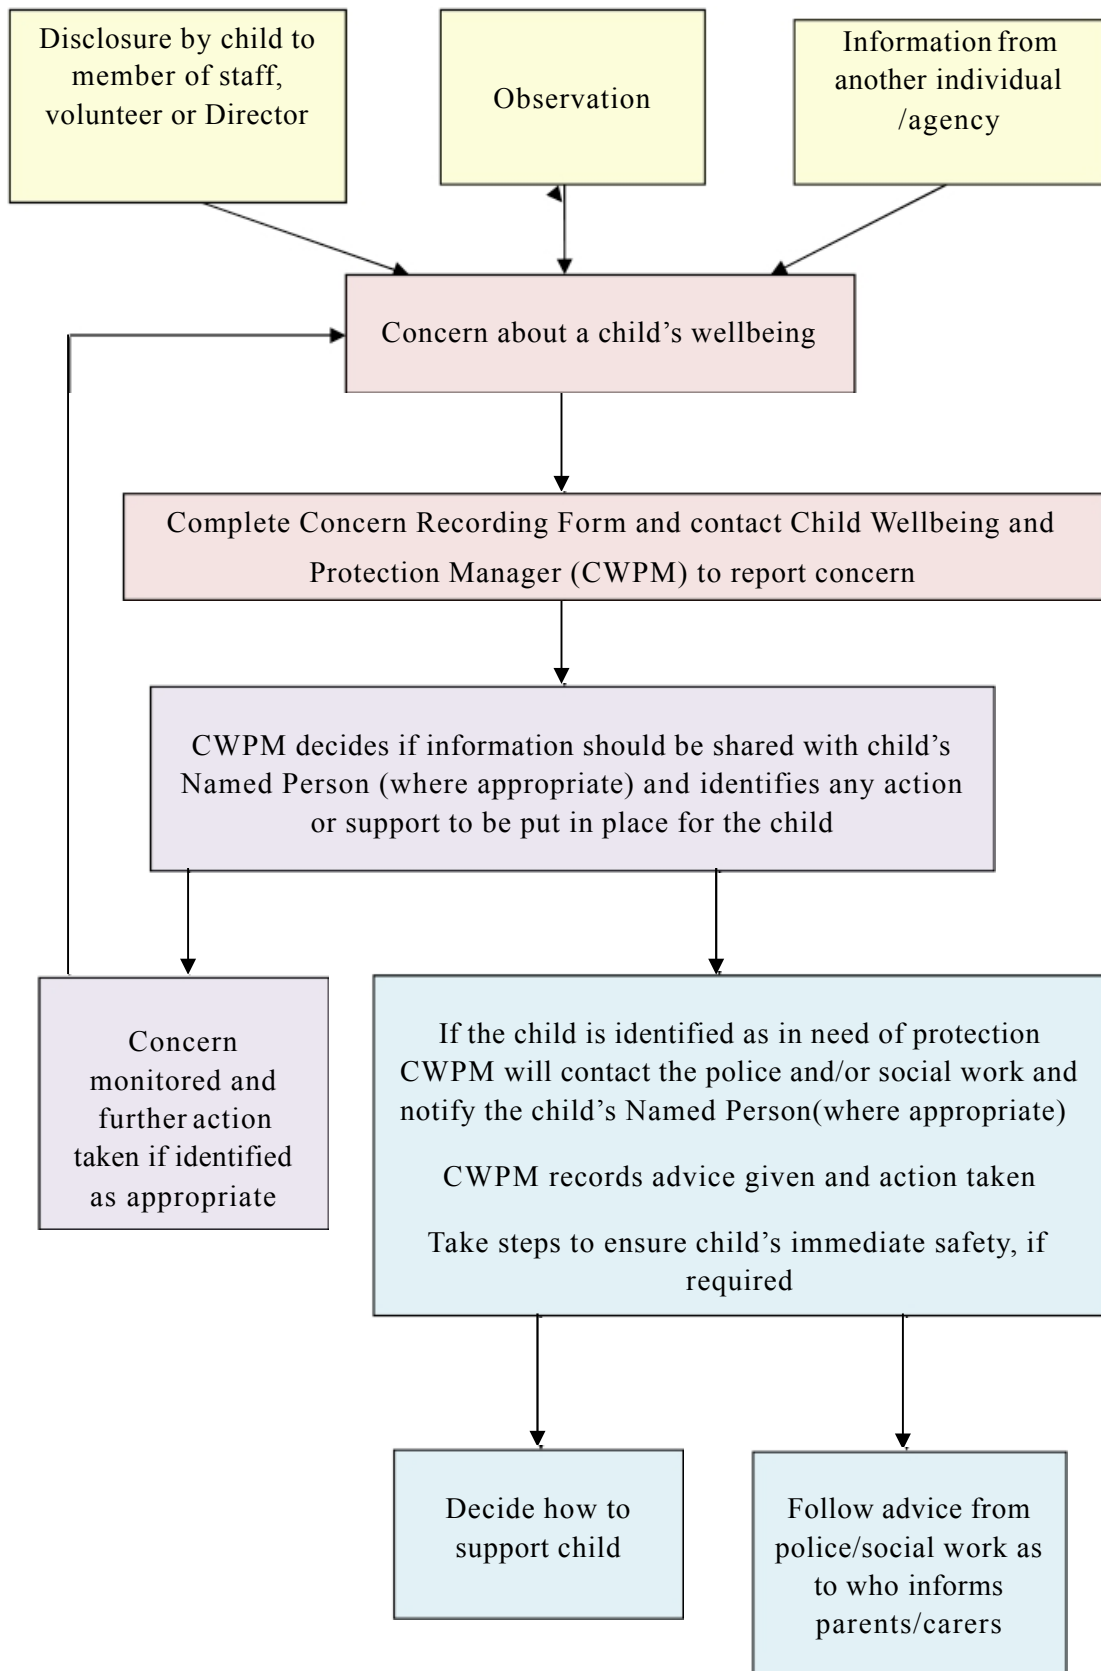 Disclosure by child to
member of staff,
volunteer or Director
Observation
Information from
another individual
/agency
Concern about a child’s wellbeing
Complete Concern Recording Form and contact Child Wellbeing and
Protection Manager (CWPM) to report concern
CWPM decides if information should be shared with child’s
Named Person (where appropriate) and identifies any action
or support to be put in place for the child
Concern
monitored and
further action
taken if identified
as appropriate
If the child is identified as in need of protection
CWPM will contact the police and/or social work and
notify the child’s Named Person(where appropriate)
CWPM records advice given and action taken
Take steps to ensure child’s immediate safety, if
required
Decide how to
support child
Follow advice from
police/social work as
to who informs
parents/carers